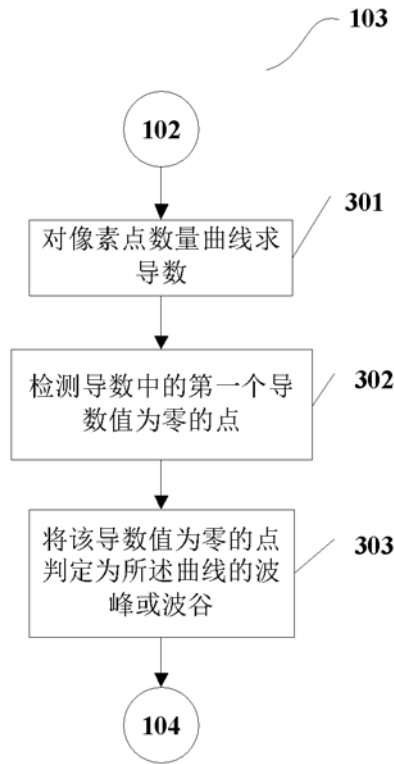 103
102
301
对像素点数量曲线求
导数
302
检测导数中的第一个导
数值为零的点
303
将该导数值为零的点
判定为所述曲线的波
峰或波谷
104